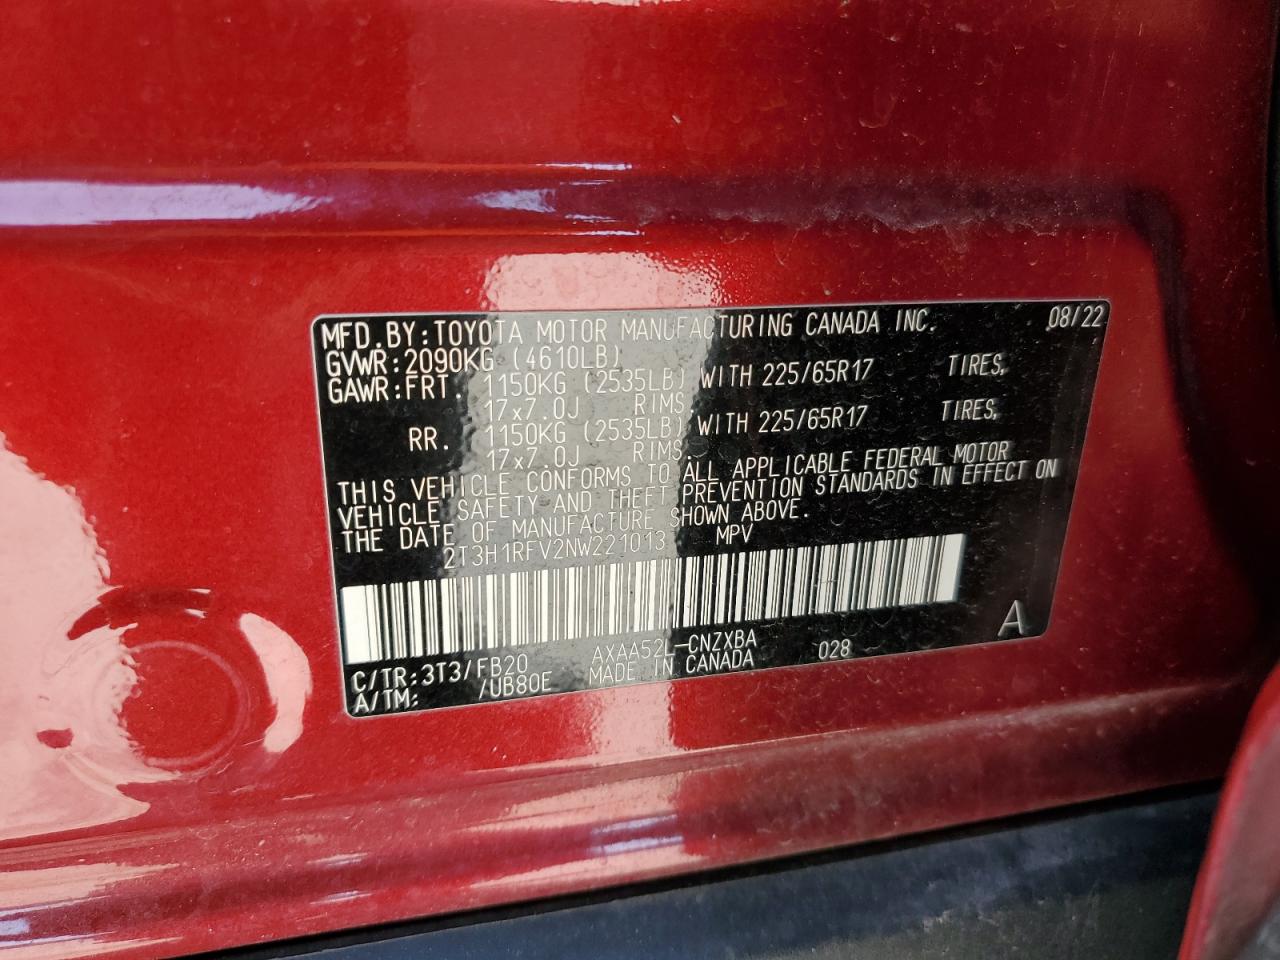 MFD.BY:TOYOTA MOTOR MANUFACTURING CANADA INC. 08/22
GVWR:2090KG (4610LB)
GAWR:FRT. 1150KG (2535LB) WITH 225/65R17 TIRES,
17x7.0J RIMS.
RR. 1150KG (2535LB) WITH 225/65R17 TIRES,
17x7.0J RIMS.
THIS VEHICLE CONFORMS TO ALL APPLICABLE FEDERAL MOTOR
VEHICLE SAFETY AND THEFT PREVENTION STANDARDS IN EFFECT ON
THE DATE OF MANUFACTURE SHOWN ABOVE.
2T3H1RFV2NW221013 MPV
C/TR:3T3/FB20 AXAA52L-CNZXBA 028 A
A/TM: /UB80E MADE IN CANADA